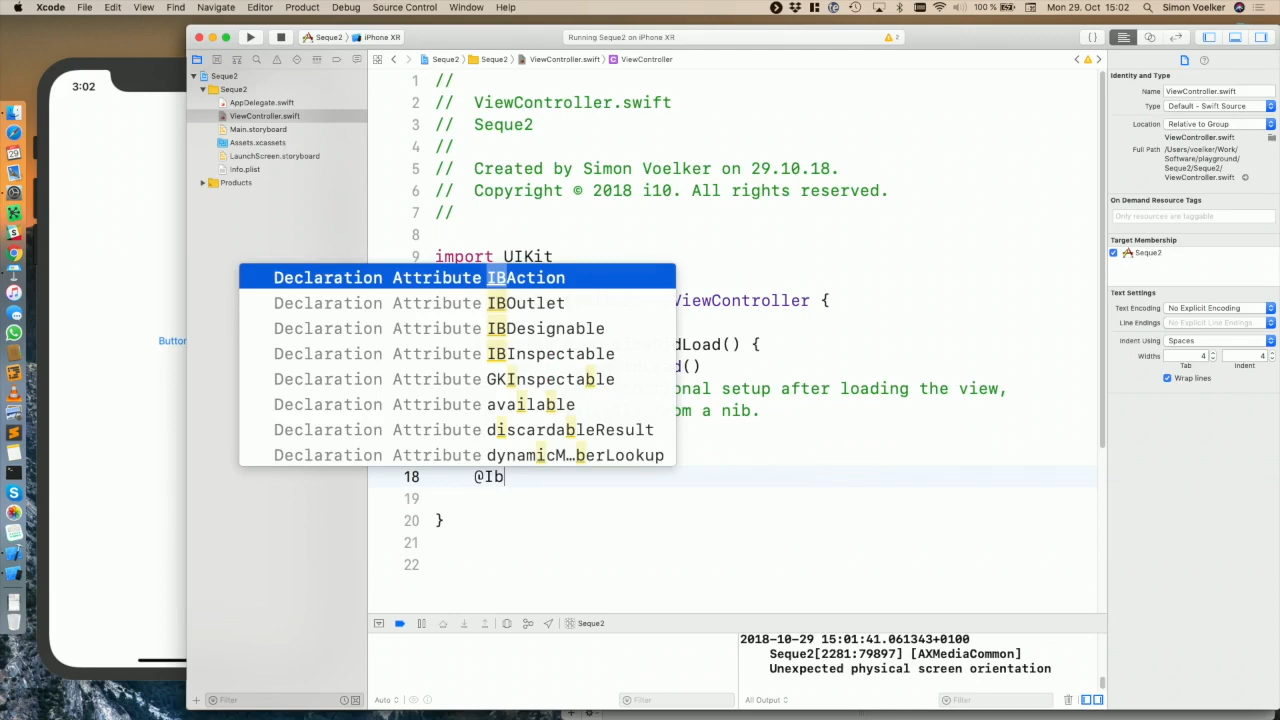 Xcode File Edit View Find Navigate Editor Product Debug Source Control Window Help
100 % Mon 29. Oct 15:02 Simon Voelker
Seque2 iPhone XR
Running Seque2 on iPhone XR
2
3:02
Button
Seque2
Seque2
AppDelegate.swift
ViewController.swift
Main.storyboard
Assets.xcassets
LaunchScreen.storyboard
Info.plist
Products
Filter
Seque2 Seque2 ViewController.swift ViewController
1 //
2 // ViewController.swift
3 // Seque2
4 //
5 // Created by Simon Voelker on 29.10.18.
6 // Copyright © 2018 i10. All rights reserved.
7 //
8
9 import UIKit
ViewController {
dLoad() {
d()
onal setup after loading the view,
om a nib.
Declaration Attribute IBAction
Declaration Attribute IBOutlet
Declaration Attribute IBDesignable
Declaration Attribute IBInspectable
Declaration Attribute GKInspectable
Declaration Attribute available
Declaration Attribute discardableResult
Declaration Attribute dynamicM…berLookup
18 @Ib
19
20 }
21
22
Seque2
2018-10-29 15:01:41.061343+0100
Seque2[2281:79897] [AXMediaCommon]
Unexpected physical screen orientation
Auto
Filter
All Output
Filter
Identity and Type
Name ViewController.swift
Type Default - Swift Source
Location Relative to Group
ViewController.swift
Full Path /Users/voelker/Work/
Software/playground/
Seque2/Seque2/
ViewController.swift
On Demand Resource Tags
Only resources are taggable
Target Membership
Seque2
Text Settings
Text Encoding No Explicit Encoding
Line Endings No Explicit Line Endings
Indent Using Spaces
Widths 4 4
Tab Indent
Wrap lines